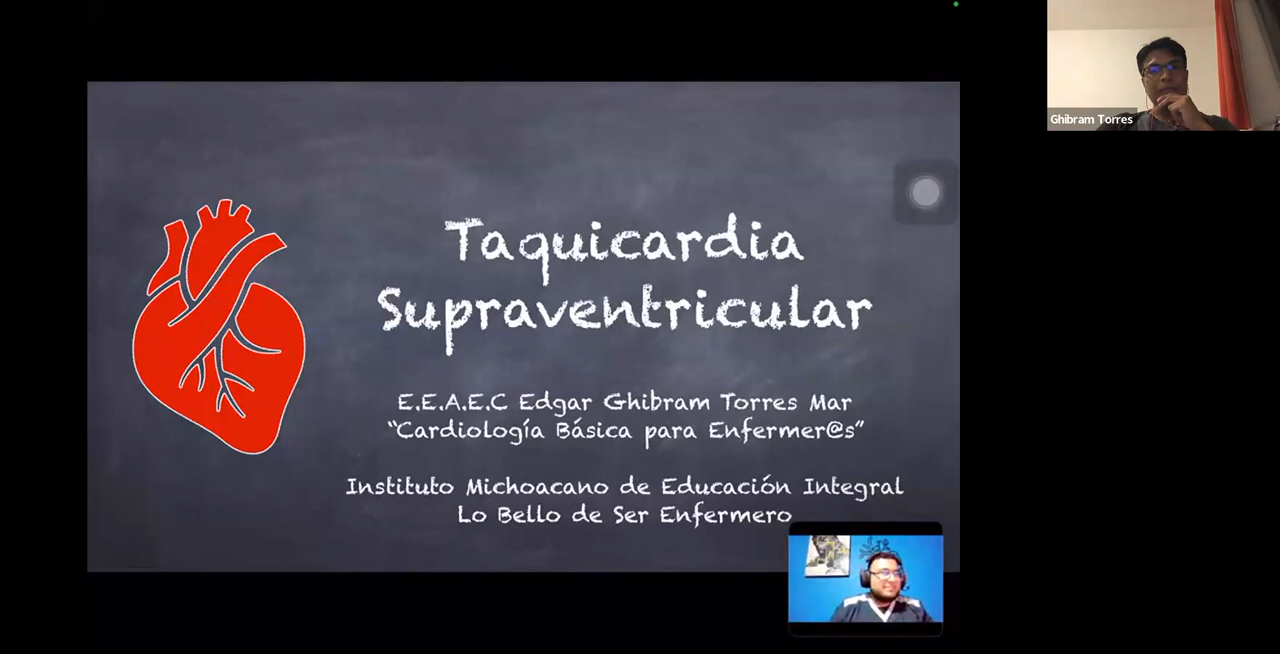 Taquicardia
Supraventricular
E.E.A.E.C Edgar Ghibram Torres Mar
“Cardiología Básica para Enfermer@s”
Instituto Michoacano de Educación Integral
Lo Bello de Ser Enfermero
Ghibram Torres